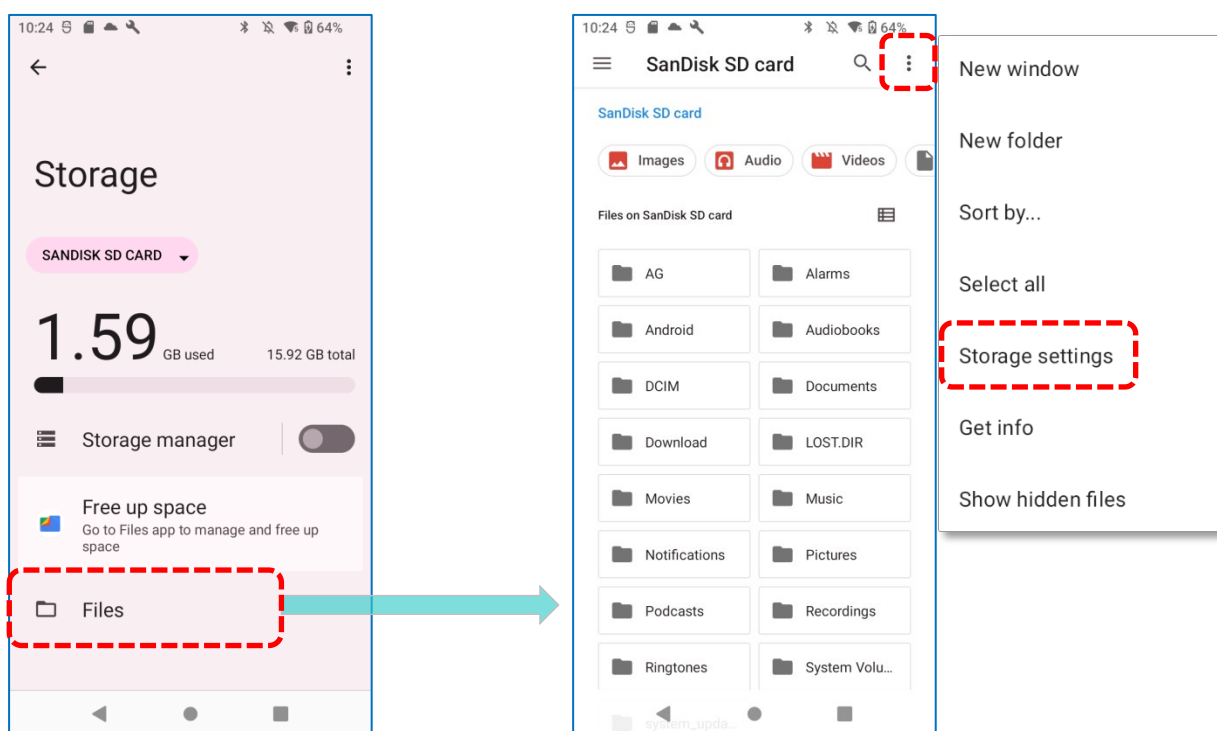 10:24
64%
Storage
SANDISK SD CARD
1.59 GB used 15.92 GB total
Storage manager
Free up space
Go to Files app to manage and free up
space
Files
10:24
64%
SanDisk SD card
SanDisk SD card
Images Audio Videos
Files on SanDisk SD card
AG Alarms
Android Audiobooks
DCIM Documents
Download LOST.DIR
Movies Music
Notifications Pictures
Podcasts Recordings
Ringtones System Volu...
system_upda...
New window
New folder
Sort by...
Select all
Storage settings
Get info
Show hidden files